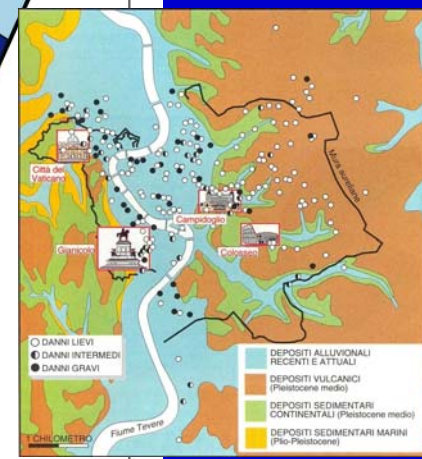 Città del
Vaticano
Mura aureliane
Campidoglio
Gianicolo
Colosseo
DANNI LIEVI
DANNI INTERMEDI
DANNI GRAVI
1 CHILOMETRO
Fiume Tevere
DEPOSITI ALLUVIONALI
RECENTI E ATTUALI
DEPOSITI VULCANICI
(Pleistocene medio)
DEPOSITI SEDIMENTARI
CONTINENTALI (Pleistocene medio)
DEPOSITI SEDIMENTARI MARINI
(Plio-Pleistocene)